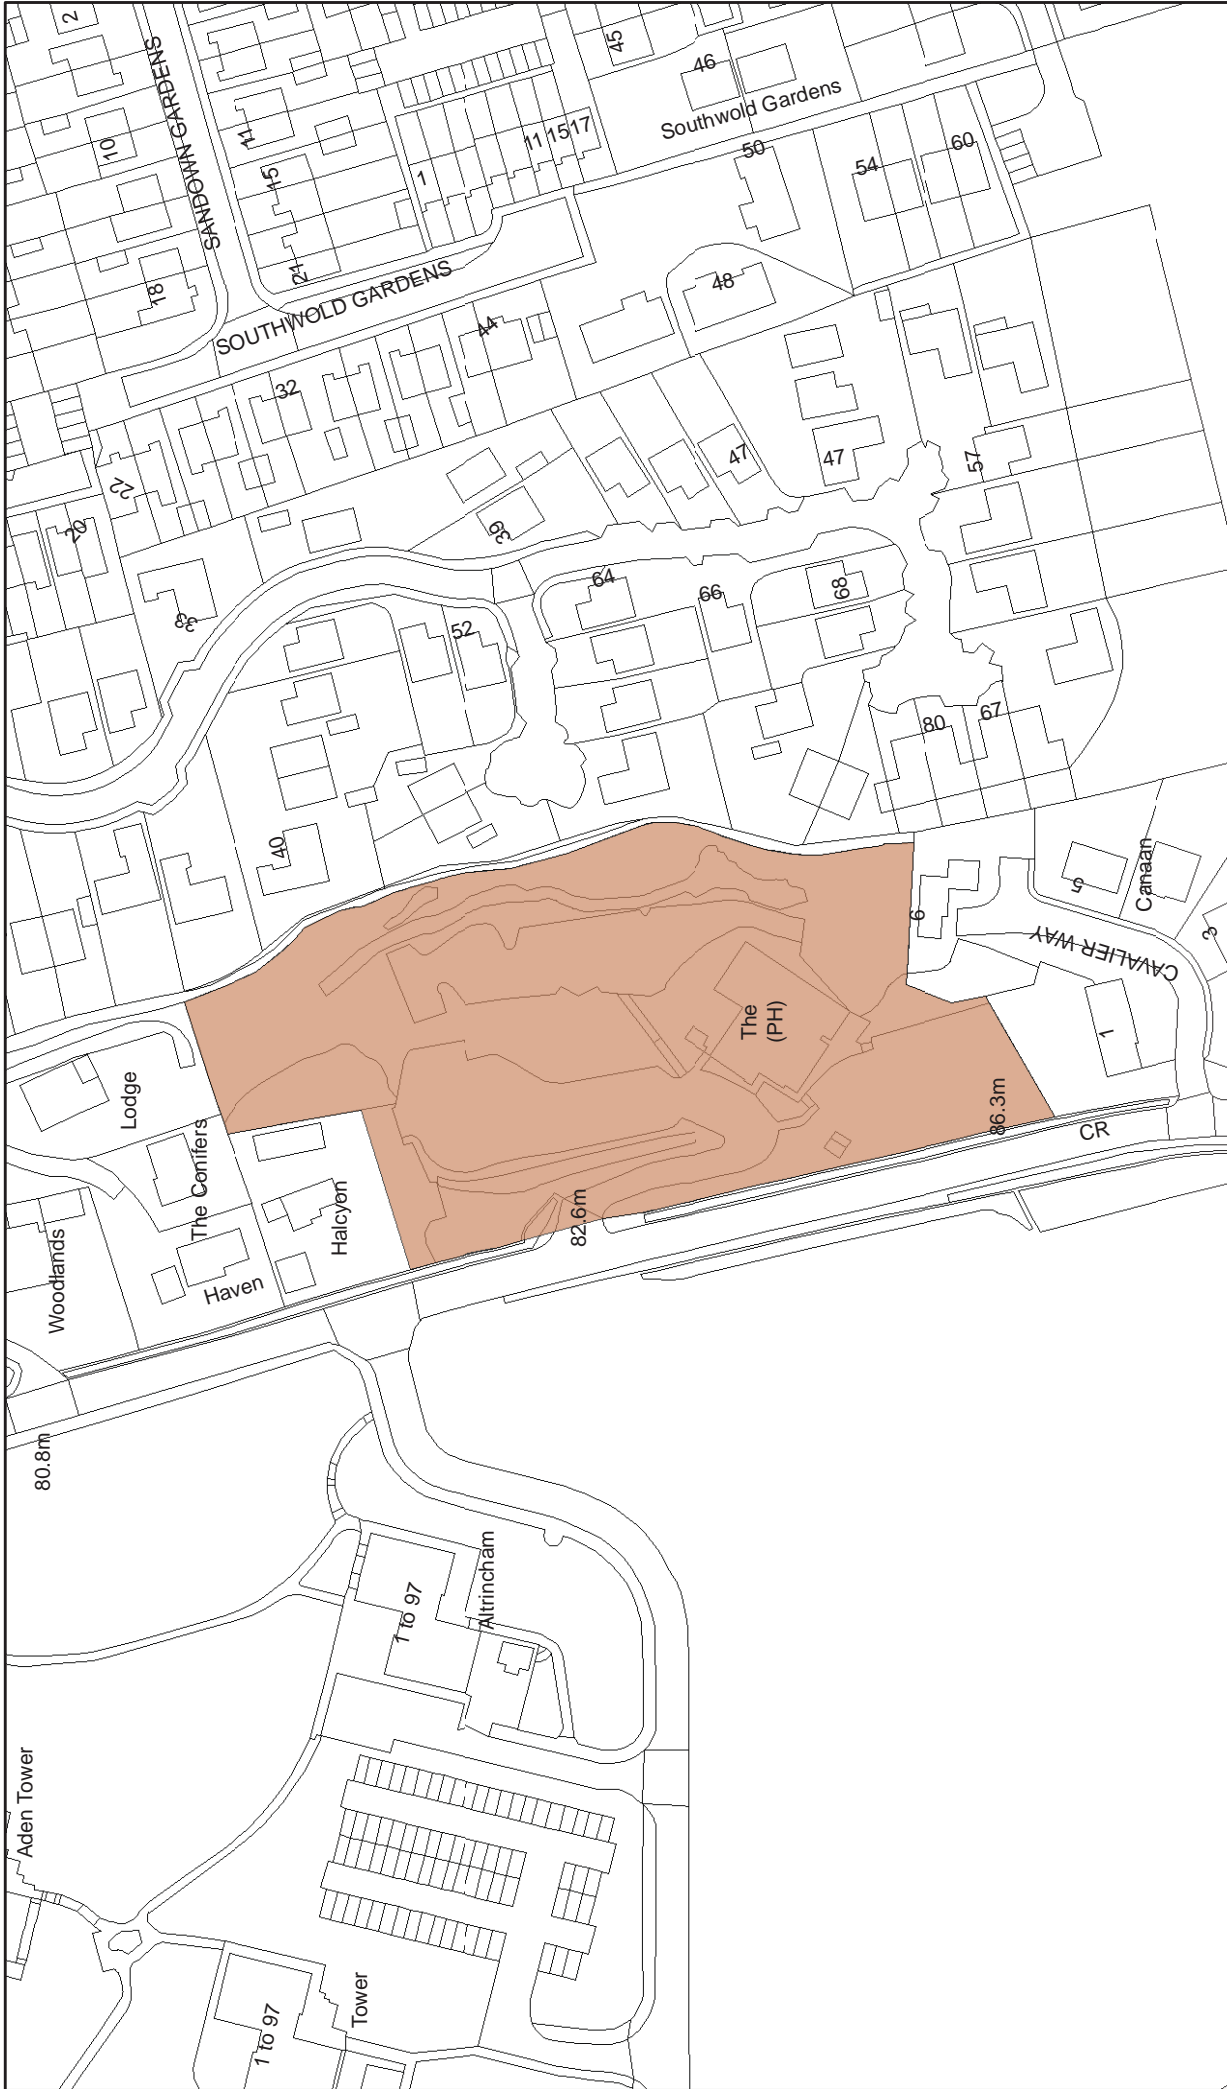 2
10
SANDOWN GARDENS
11
15
18
21
SOUTHWOLD GARDENS
1
11
15
17
45
46
Southwold Gardens
50
54
60
48
44
32
22
20
33
39
47
47
57
64
66
68
52
80
67
40
5
Canaan
6
3
CAVALIER WAY
1
The
(PH)
Lodge
The Conifers
Halcyon
Haven
Woodlands
86.3m
CR
82.6m
80.8m
1 to 97
Altrincham
Aden Tower
Tower
1 to 97